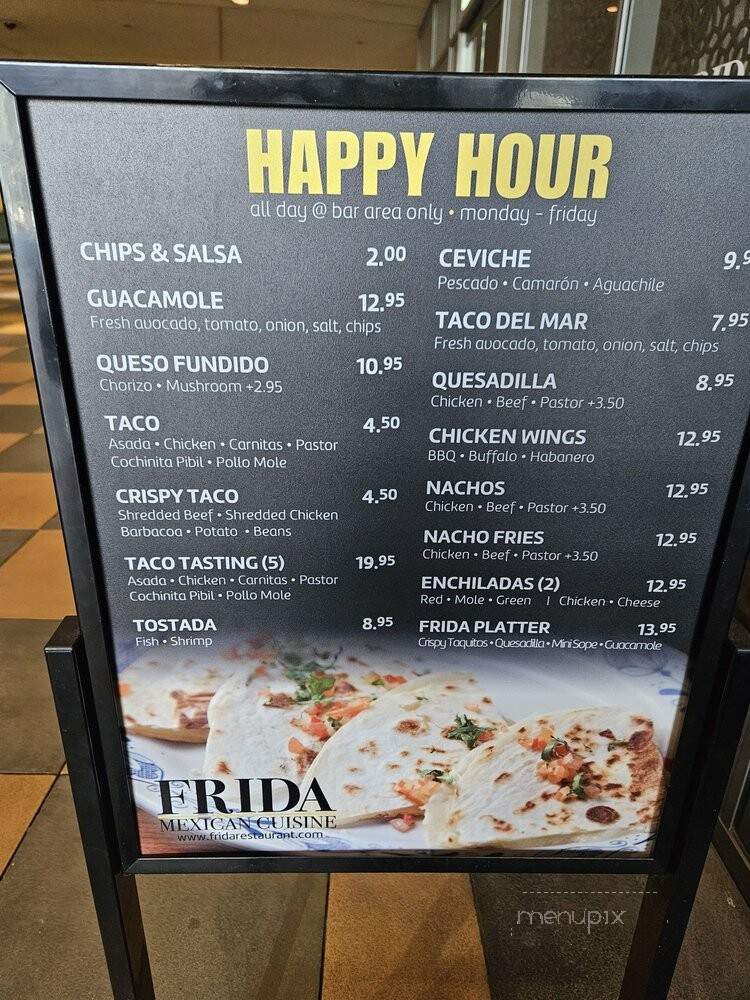 HAPPY HOUR
all day @ bar area only • monday - friday
CHIPS & SALSA 2.00
GUACAMOLE 12.95
Fresh avocado, tomato, onion, salt, chips
QUESO FUNDIDO 10.95
Chorizo • Mushroom +2.95
TACO 4.50
Asada • Chicken • Carnitas • Pastor
Cochinita Pibil • Pollo Mole
CRISPY TACO 4.50
Shredded Beef • Shredded Chicken
Barbacoa • Potato • Beans
TACO TASTING (5) 19.95
Asada • Chicken • Carnitas • Pastor
Cochinita Pibil • Pollo Mole
TOSTADA 8.95
Fish • Shrimp
CEVICHE
Pescado • Camarón • Aguachile
TACO DEL MAR 7.95
Fresh avocado, tomato, onion, salt, chips
QUESADILLA 8.95
Chicken • Beef • Pastor +3.50
CHICKEN WINGS 12.95
BBQ • Buffalo • Habanero
NACHOS 12.95
Chicken • Beef • Pastor +3.50
NACHO FRIES 12.95
Chicken • Beef • Pastor +3.50
ENCHILADAS (2) 12.95
Red • Mole • Green | Chicken • Cheese
FRIDA PLATTER 13.95
Crispy Taquitos • Quesadilla • Mini Sope • Guacamole
FRIDA
MEXICAN CUISINE
www.fridarestaurant.com
menupix